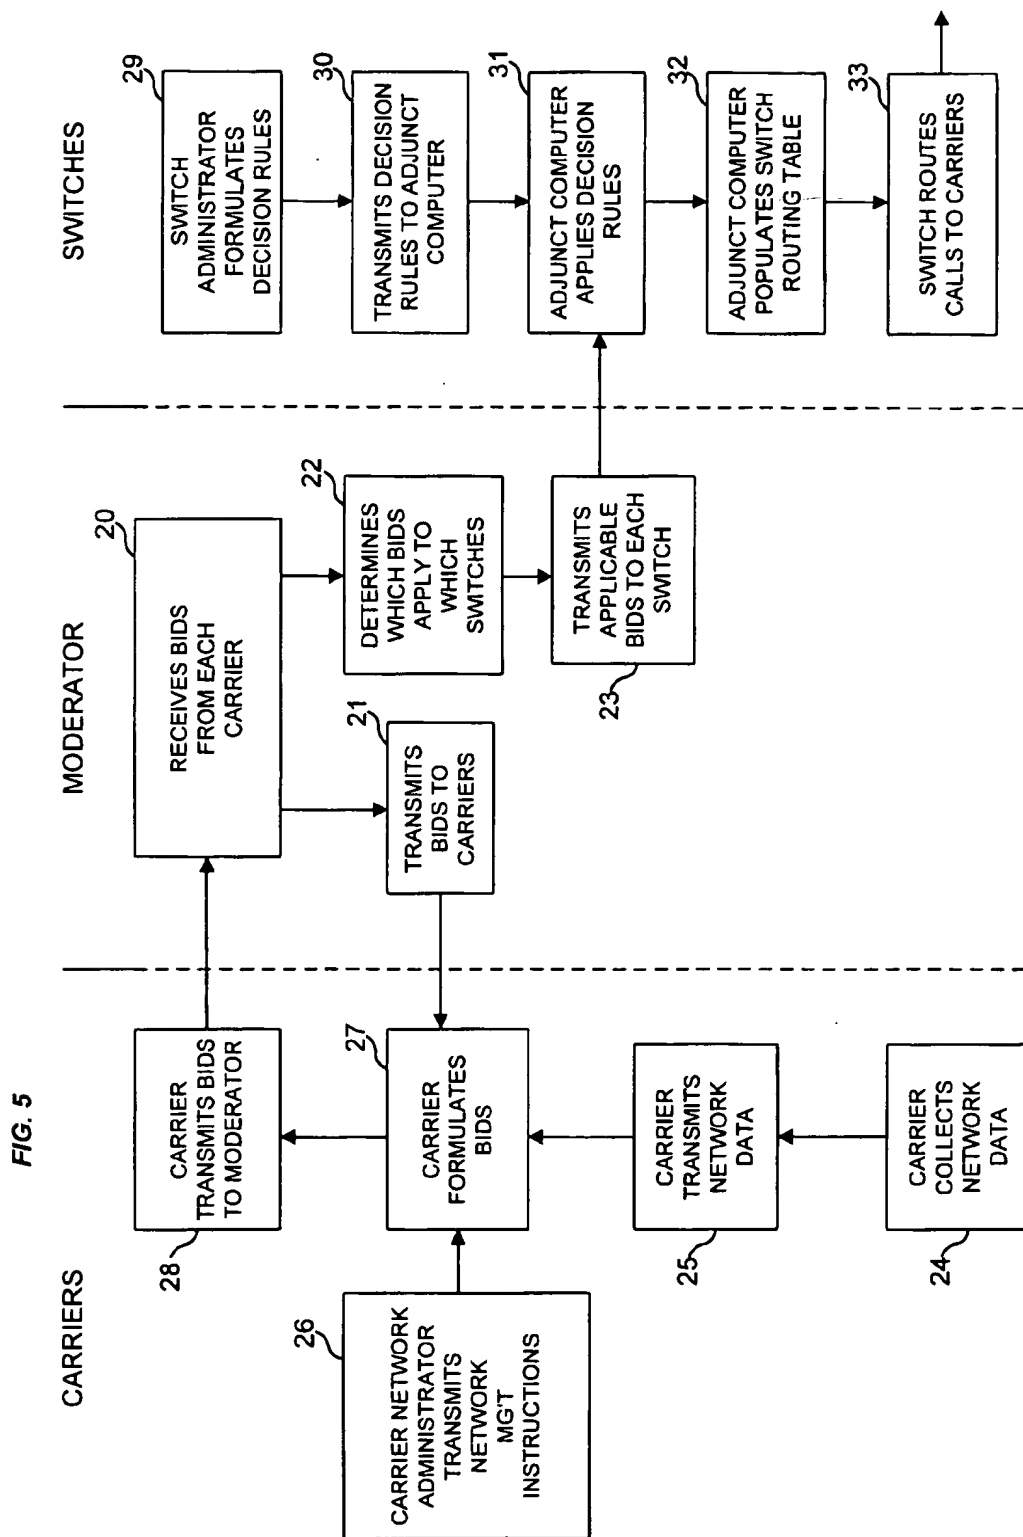 FIG. 5
CARRIERS
MODERATOR
SWITCHES
28
CARRIER
TRANSMITS BIDS
TO MODERATOR
26
CARRIER NETWORK
ADMINISTRATOR
TRANSMITS
NETWORK
MG'T
INSTRUCTIONS
27
CARRIER
FORMULATES
BIDS
25
CARRIER
TRANSMITS
NETWORK
DATA
24
CARRIER
COLLECTS
NETWORK
DATA
20
RECEIVES BIDS
FROM EACH
CARRIER
21
TRANSMITS
BIDS TO
CARRIERS
22
DETERMINES
WHICH BIDS
APPLY TO
WHICH
SWITCHES
23
TRANSMITS
APPLICABLE
BIDS TO EACH
SWITCH
29
SWITCH
ADMINISTRATOR
FORMULATES
DECISION RULES
30
TRANSMITS DECISION
RULES TO ADJUNCT
COMPUTER
31
ADJUNCT COMPUTER
APPLIES DECISION
RULES
32
ADJUNCT COMPUTER
POPULATES SWITCH
ROUTING TABLE
33
SWITCH ROUTES
CALLS TO CARRIERS